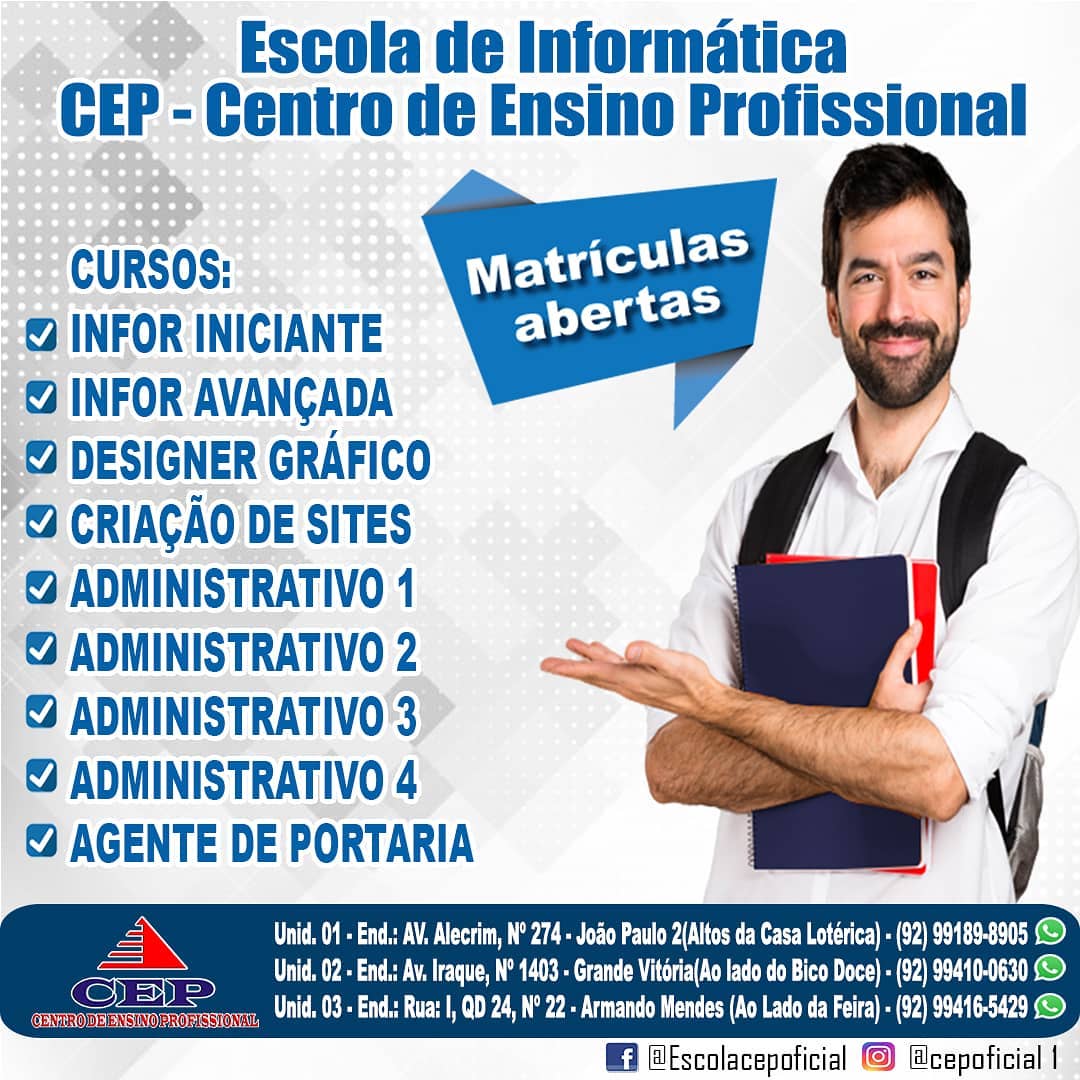 Escola de Informática
CEP - Centro de Ensino Profissional
Matrículas
abertas
CURSOS:
INFOR INICIANTE
INFOR AVANÇADA
DESIGNER GRÁFICO
CRIAÇÃO DE SITES
ADMINISTRATIVO 1
ADMINISTRATIVO 2
ADMINISTRATIVO 3
ADMINISTRATIVO 4
AGENTE DE PORTARIA
CEP
CENTRO DE ENSINO PROFISSIONAL
Unid. 01 - End.: AV. Alecrim, Nº 274 - João Paulo 2(Altos da Casa Lotérica) - (92) 99189-8905
Unid. 02 - End.: Av. Iraque, Nº 1403 - Grande Vitória(Ao lado do Bico Doce) - (92) 99410-0630
Unid. 03 - End.: Rua: I, QD 24, Nº 22 - Armando Mendes (Ao Lado da Feira) - (92) 99416-5429
@Escolacepoficial @cepoficial 1